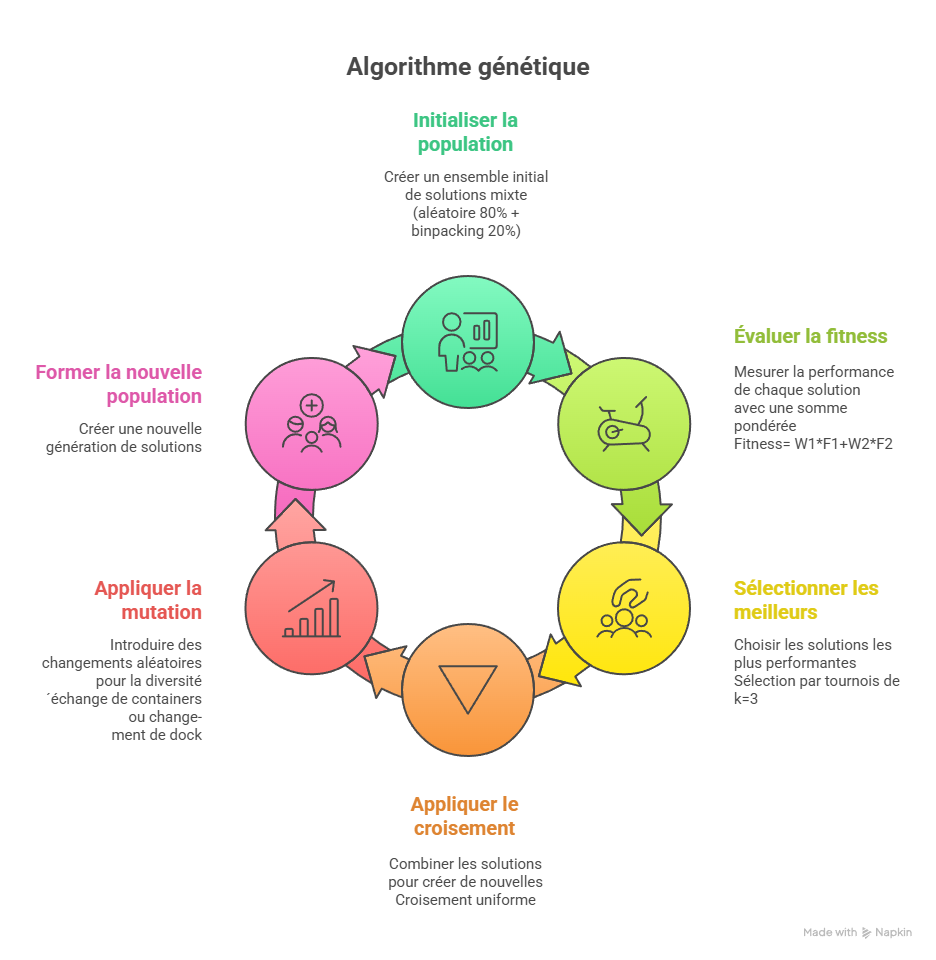 Algorithme génétique
Initialiser la
population
Créer un ensemble initial
de solutions mixte
(aléatoire 80% +
binpacking 20%)
Évaluer la fitness
Mesurer la performance
de chaque solution
avec une somme
pondérée
Fitness= W1*F1+W2*F2
Sélectionner les
meilleurs
Choisir les solutions les
plus performantes
Sélection par tournois de
k=3
Appliquer le
croisement
Combiner les solutions
pour créer de nouvelles
Croisement uniforme
Appliquer la
mutation
Introduire des
changements aléatoires
pour la diversité
´échange de containers
ou change-
ment de dock
Former la nouvelle
population
Créer une nouvelle
génération de solutions
Made with Napkin